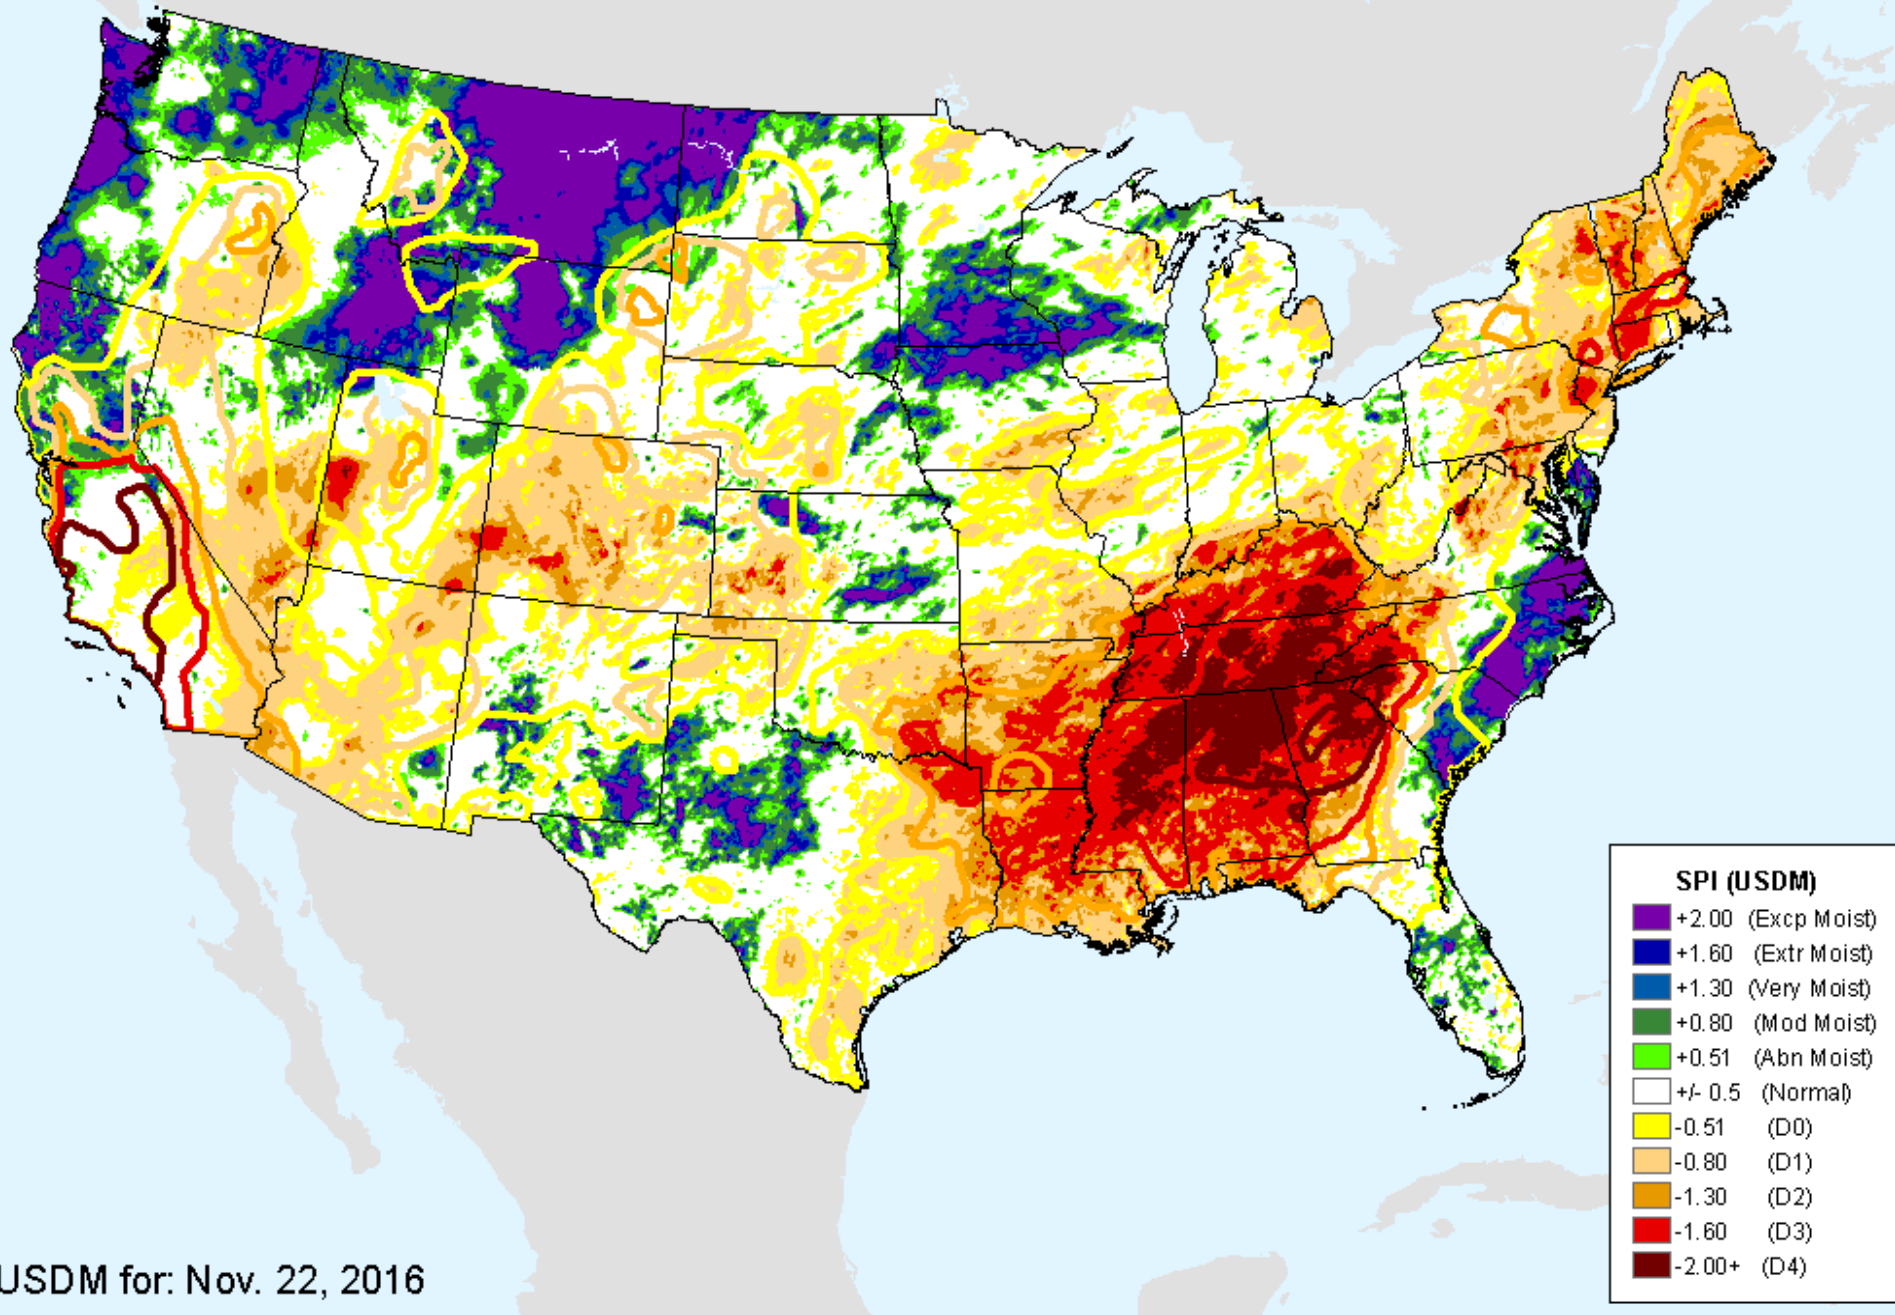 SPI (USDM)
+2.00 (Excp Moist)
+1.60 (Extr Moist)
+1.30 (Very Moist)
+0.80 (Mod Moist)
+0.51 (Abn Moist)
+/- 0.5 (Normal)
-0.51 (D0)
-0.80 (D1)
-1.30 (D2)
-1.60 (D3)
-2.00+ (D4)
USDM for: Nov. 22, 2016